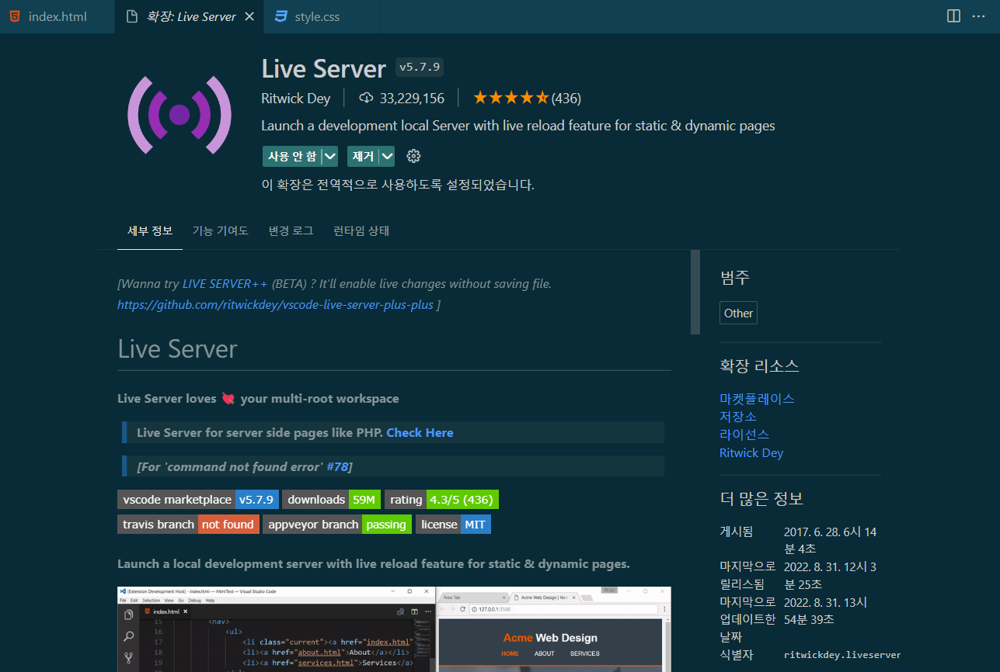 index.html
확장: Live Server
style.css
Live Server v5.7.9
Ritwick Dey 33,229,156 (436)
Launch a development local Server with live reload feature for static & dynamic pages
사용 안 함 제거
이 확장은 전역적으로 사용하도록 설정되었습니다.
세부 정보 기능 기여도 변경 로그 런타임 상태
[Wanna try LIVE SERVER++ (BETA) ? It'll enable live changes without saving file.
https://github.com/ritwickdey/vscode-live-server-plus-plus ]
Live Server
Live Server loves 💘 your multi-root workspace
Live Server for server side pages like PHP. Check Here
[For 'command not found error' #78]
vscode marketplace v5.7.9 downloads 59M rating 4.3/5 (436)
travis branch not found appveyor branch passing license MIT
Launch a local development server with live reload feature for static & dynamic pages.
[Extension Development Host] - index.html — HtmlTest — Visual Studio Code
File Edit Selection View Go Debug Help
index.html
15 <nav>
16 <ul>
17 <li class="current"><a href="index.html"
18 <li><a href="about.html">About</a></li>
19 <li><a href="services.html">Services</a>
New Tab
Acme Web Design | Ho
127.0.0.1:3500
Acme Web Design
HOME ABOUT SERVICES
범주
Other
확장 리소스
마켓플레이스
저장소
라이선스
Ritwick Dey
더 많은 정보
게시됨 2017. 6. 28. 6시 14
분 4초
마지막으로 2022. 8. 31. 12시 3
릴리스됨 분 25초
마지막으로 2022. 8. 31. 13시
업데이트한 54분 39초
날짜
식별자 ritwickdey.liveserver